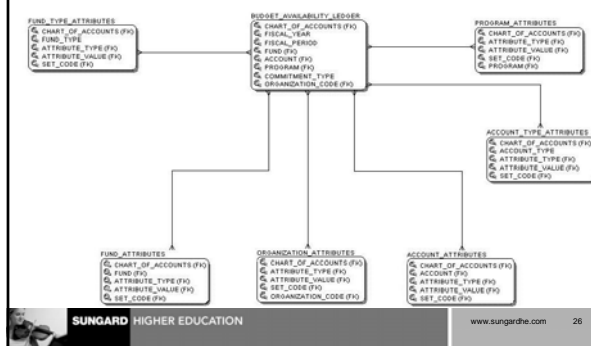 FUND_TYPE_ATTRIBUTES
CHART_OF_ACCOUNTS (FK)
FUND_TYPE
ATTRIBUTE_TYPE (FK)
ATTRIBUTE_VALUE (FK)
SET_CODE (FK)
BUDGET_AVAILABILITY_LEDGER
CHART_OF_ACCOUNTS (FK)
FISCAL_YEAR
FISCAL_PERIOD
FUND (FK)
ACCOUNT (FK)
PROGRAM (FK)
COMMITMENT_TYPE
ORGANIZATION_CODE (FK)
PROGRAM_ATTRIBUTES
CHART_OF_ACCOUNTS (FK)
ATTRIBUTE_TYPE (FK)
ATTRIBUTE_VALUE (FK)
SET_CODE (FK)
PROGRAM (FK)
ACCOUNT_TYPE_ATTRIBUTES
CHART_OF_ACCOUNTS (FK)
ACCOUNT_TYPE
ATTRIBUTE_TYPE (FK)
ATTRIBUTE_VALUE (FK)
SET_CODE (FK)
FUND_ATTRIBUTES
CHART_OF_ACCOUNTS (FK)
FUND (FK)
ATTRIBUTE_TYPE (FK)
ATTRIBUTE_VALUE (FK)
SET_CODE (FK)
ORGANIZATION_ATTRIBUTES
CHART_OF_ACCOUNTS (FK)
ATTRIBUTE_TYPE (FK)
ATTRIBUTE_VALUE (FK)
SET_CODE (FK)
ORGANIZATION_CODE (FK)
ACCOUNT_ATTRIBUTES
CHART_OF_ACCOUNTS (FK)
ACCOUNT (FK)
ATTRIBUTE_TYPE (FK)
ATTRIBUTE_VALUE (FK)
SET_CODE (FK)
SUNGARD HIGHER EDUCATION
www.sungardhe.com 26